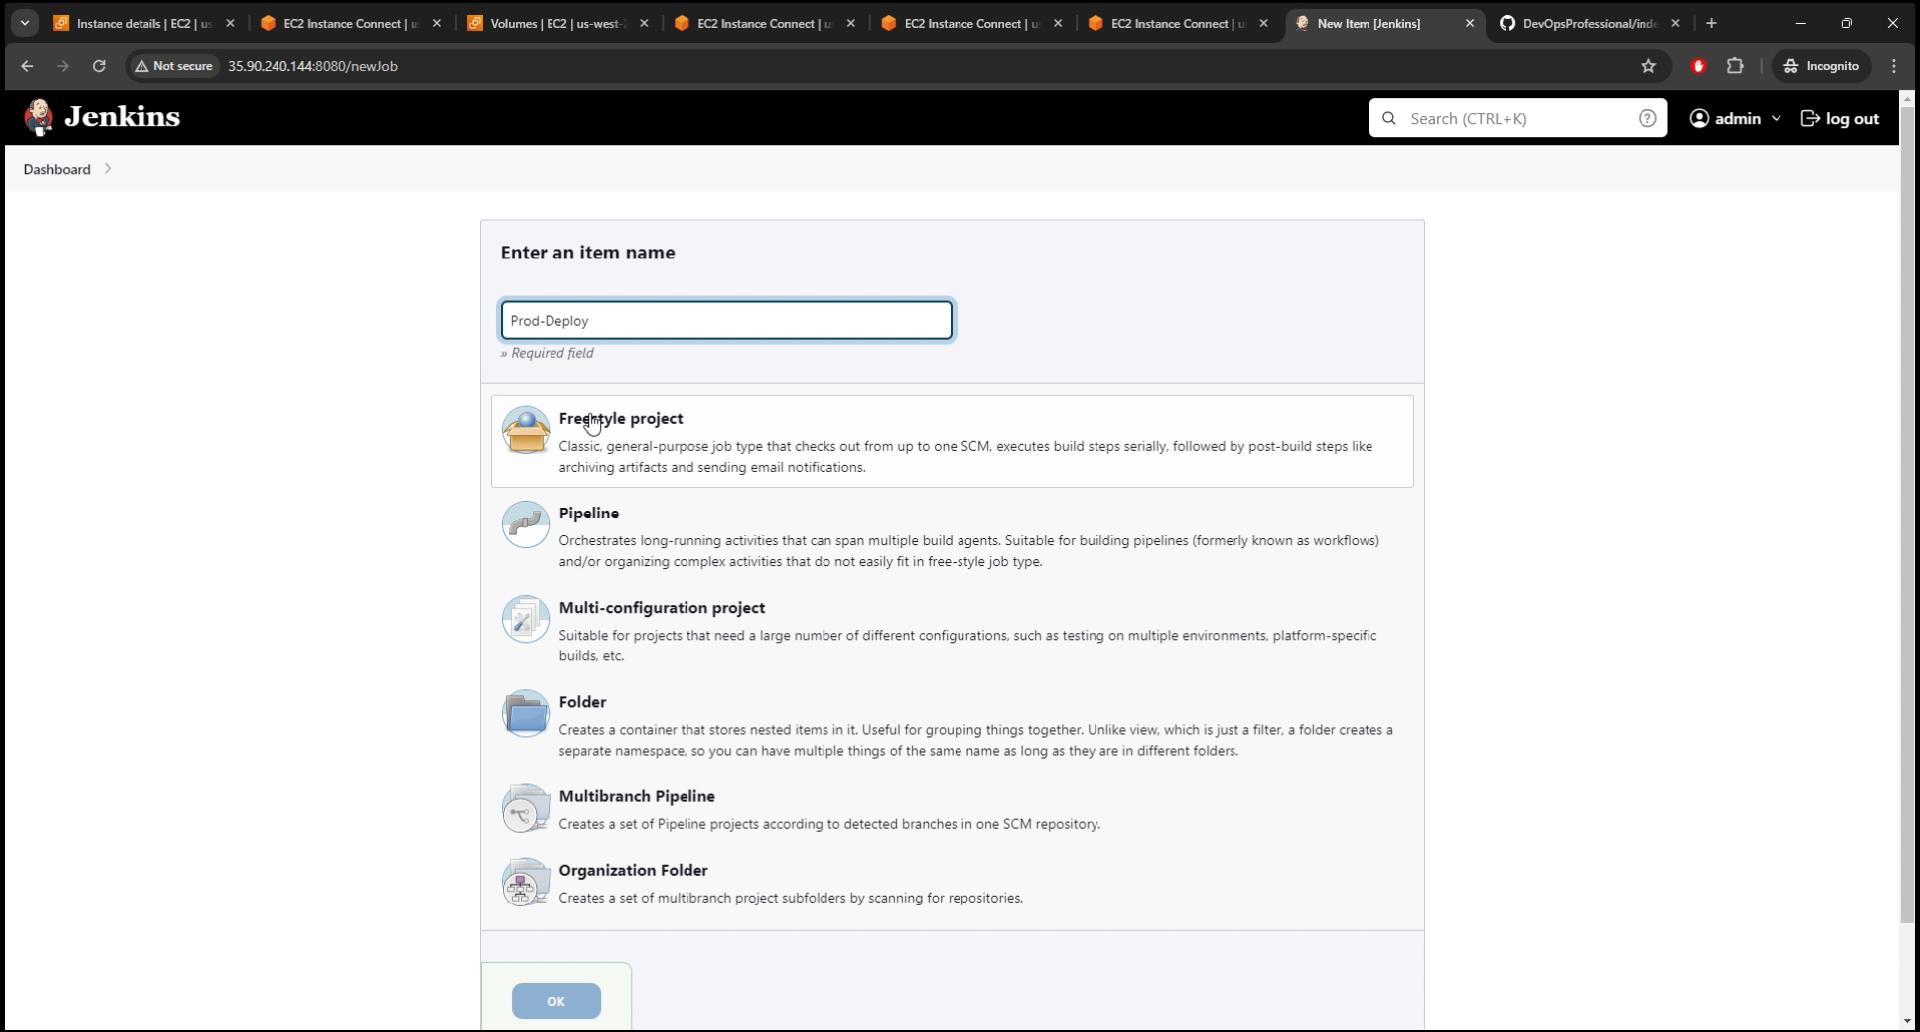 Instance details | EC2 | us
EC2 Instance Connect | u
Volumes | EC2 | us-west-2
EC2 Instance Connect | u
EC2 Instance Connect | u
EC2 Instance Connect | u
New Item [Jenkins]
DevOpsProfessional/inde
Not secure
35.90.240.144:8080/newJob
Incognito
Jenkins
Search (CTRL+K)
admin
log out
Dashboard
Enter an item name
Prod-Deploy
» Required field
Freestyle project
Classic, general-purpose job type that checks out from up to one SCM, executes build steps serially, followed by post-build steps like
archiving artifacts and sending email notifications.
Pipeline
Orchestrates long-running activities that can span multiple build agents. Suitable for building pipelines (formerly known as workflows)
and/or organizing complex activities that do not easily fit in free-style job type.
Multi-configuration project
Suitable for projects that need a large number of different configurations, such as testing on multiple environments, platform-specific
builds, etc.
Folder
Creates a container that stores nested items in it. Useful for grouping things together. Unlike view, which is just a filter, a folder creates a
separate namespace, so you can have multiple things of the same name as long as they are in different folders.
Multibranch Pipeline
Creates a set of Pipeline projects according to detected branches in one SCM repository.
Organization Folder
Creates a set of multibranch project subfolders by scanning for repositories.
OK